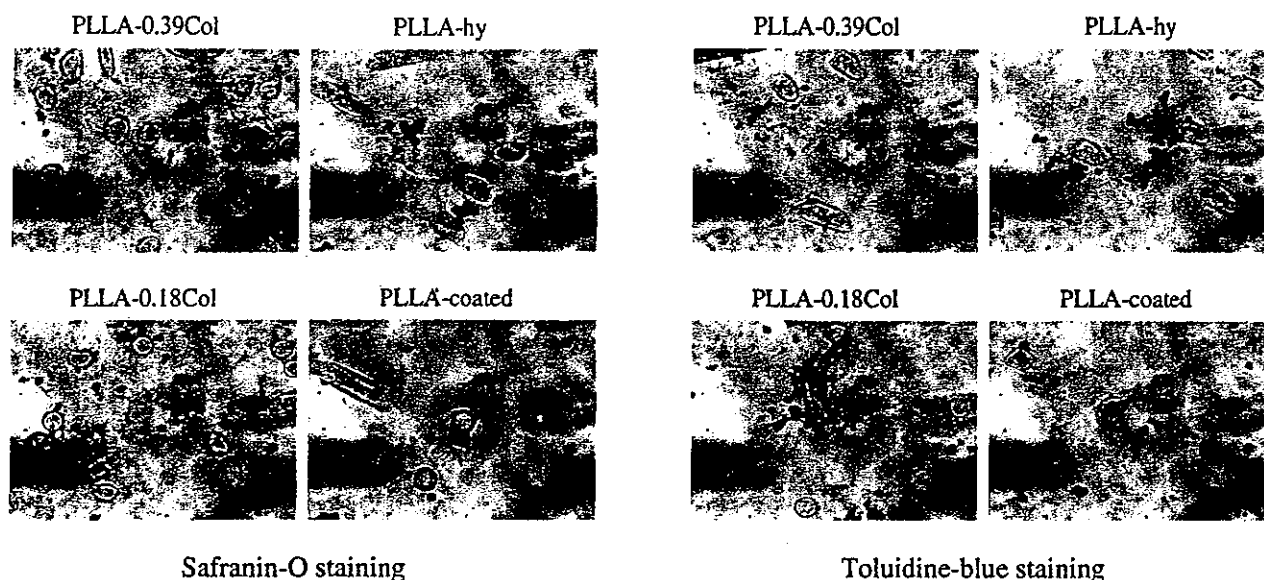 PLLA-0.39Col PLLA-hy PLLA-0.39Col PLLA-hy
PLLA-0.18Col PLLA-coated PLLA-0.18Col PLLA-coated
Safranin-O staining Toluidine-blue staining